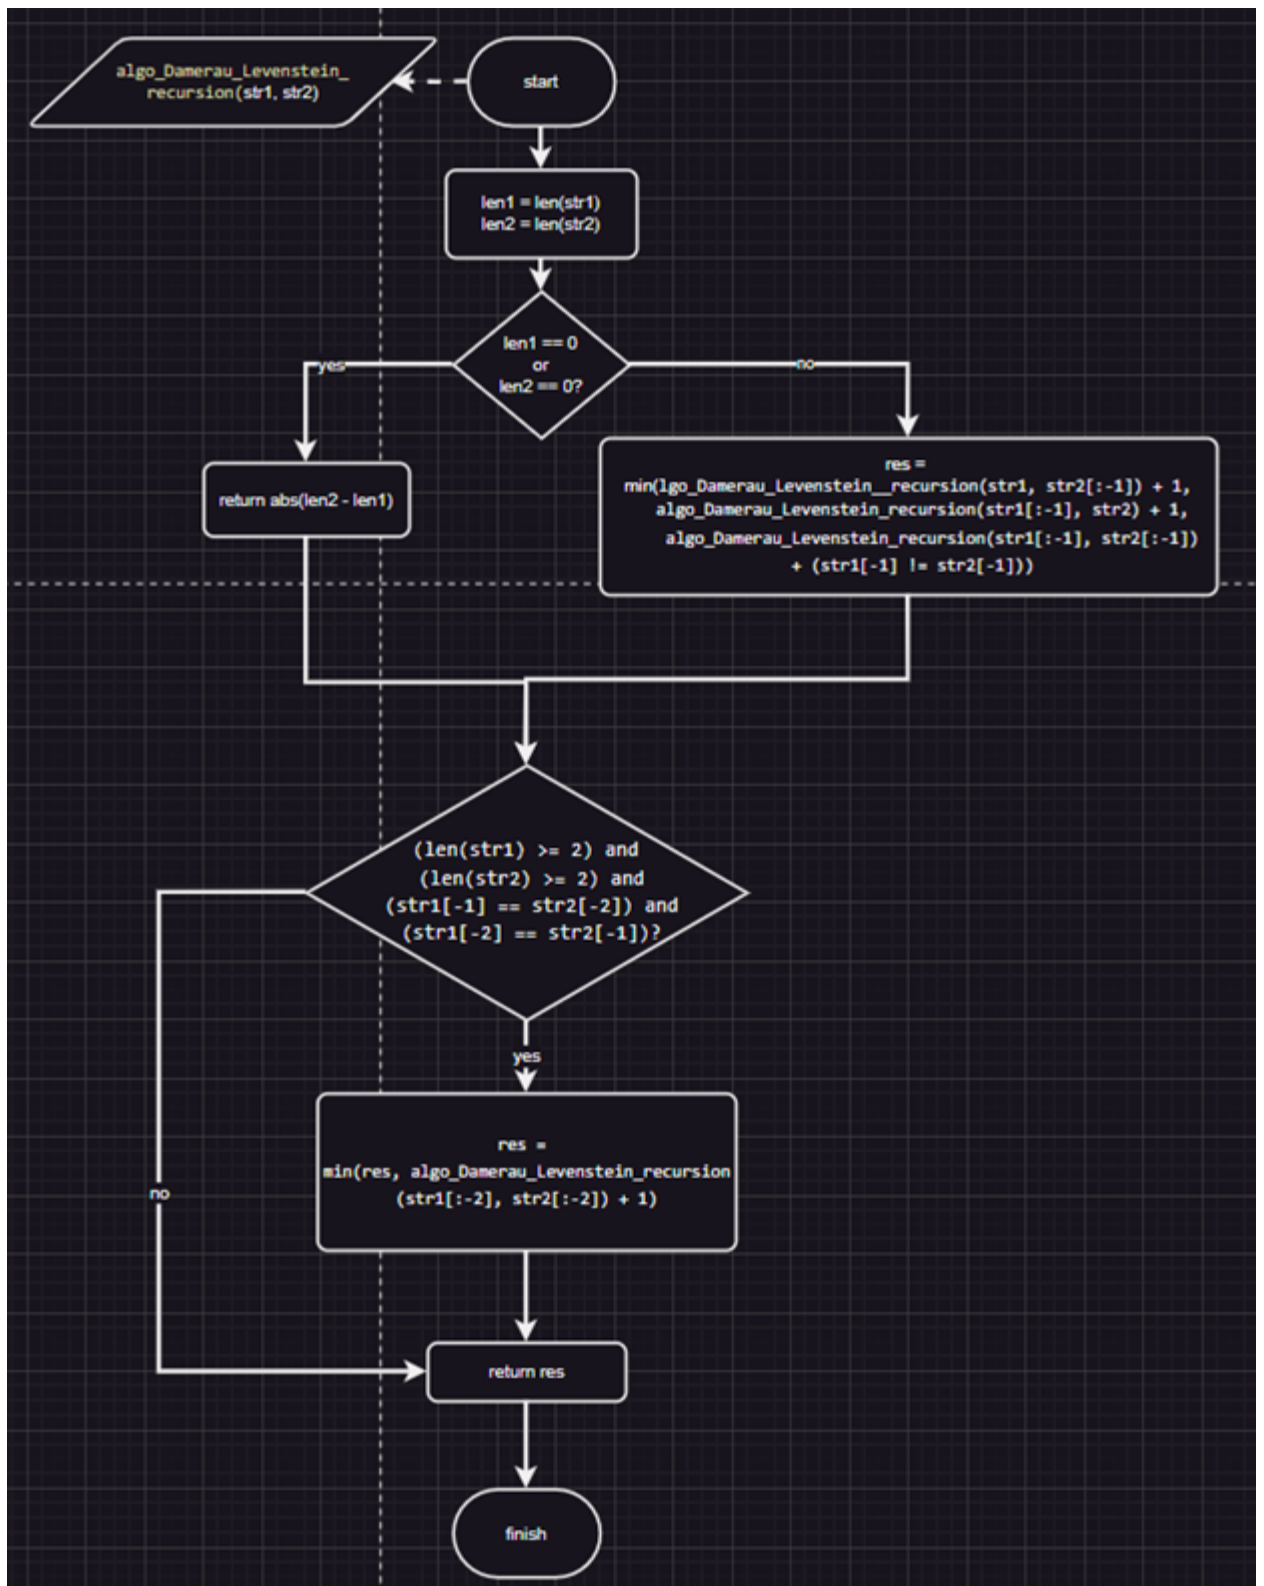 algo_Damerau_Levenstein_
recursion(str1, str2)
start
len1 = len(str1)
len2 = len(str2)
len1 == 0
or
len2 == 0?
yes
no
return abs(len2 - len1)
res =
min(lgo_Damerau_Levenstein__recursion(str1, str2[:-1]) + 1,
algo_Damerau_Levenstein_recursion(str1[:-1], str2) + 1,
algo_Damerau_Levenstein_recursion(str1[:-1], str2[:-1])
+ (str1[-1] != str2[-1]))
(len(str1) >= 2) and
(len(str2) >= 2) and
(str1[-1] == str2[-2]) and
(str1[-2] == str2[-1])?
yes
res =
min(res, algo_Damerau_Levenstein_recursion
(str1[:-2], str2[:-2]) + 1)
no
return res
finish